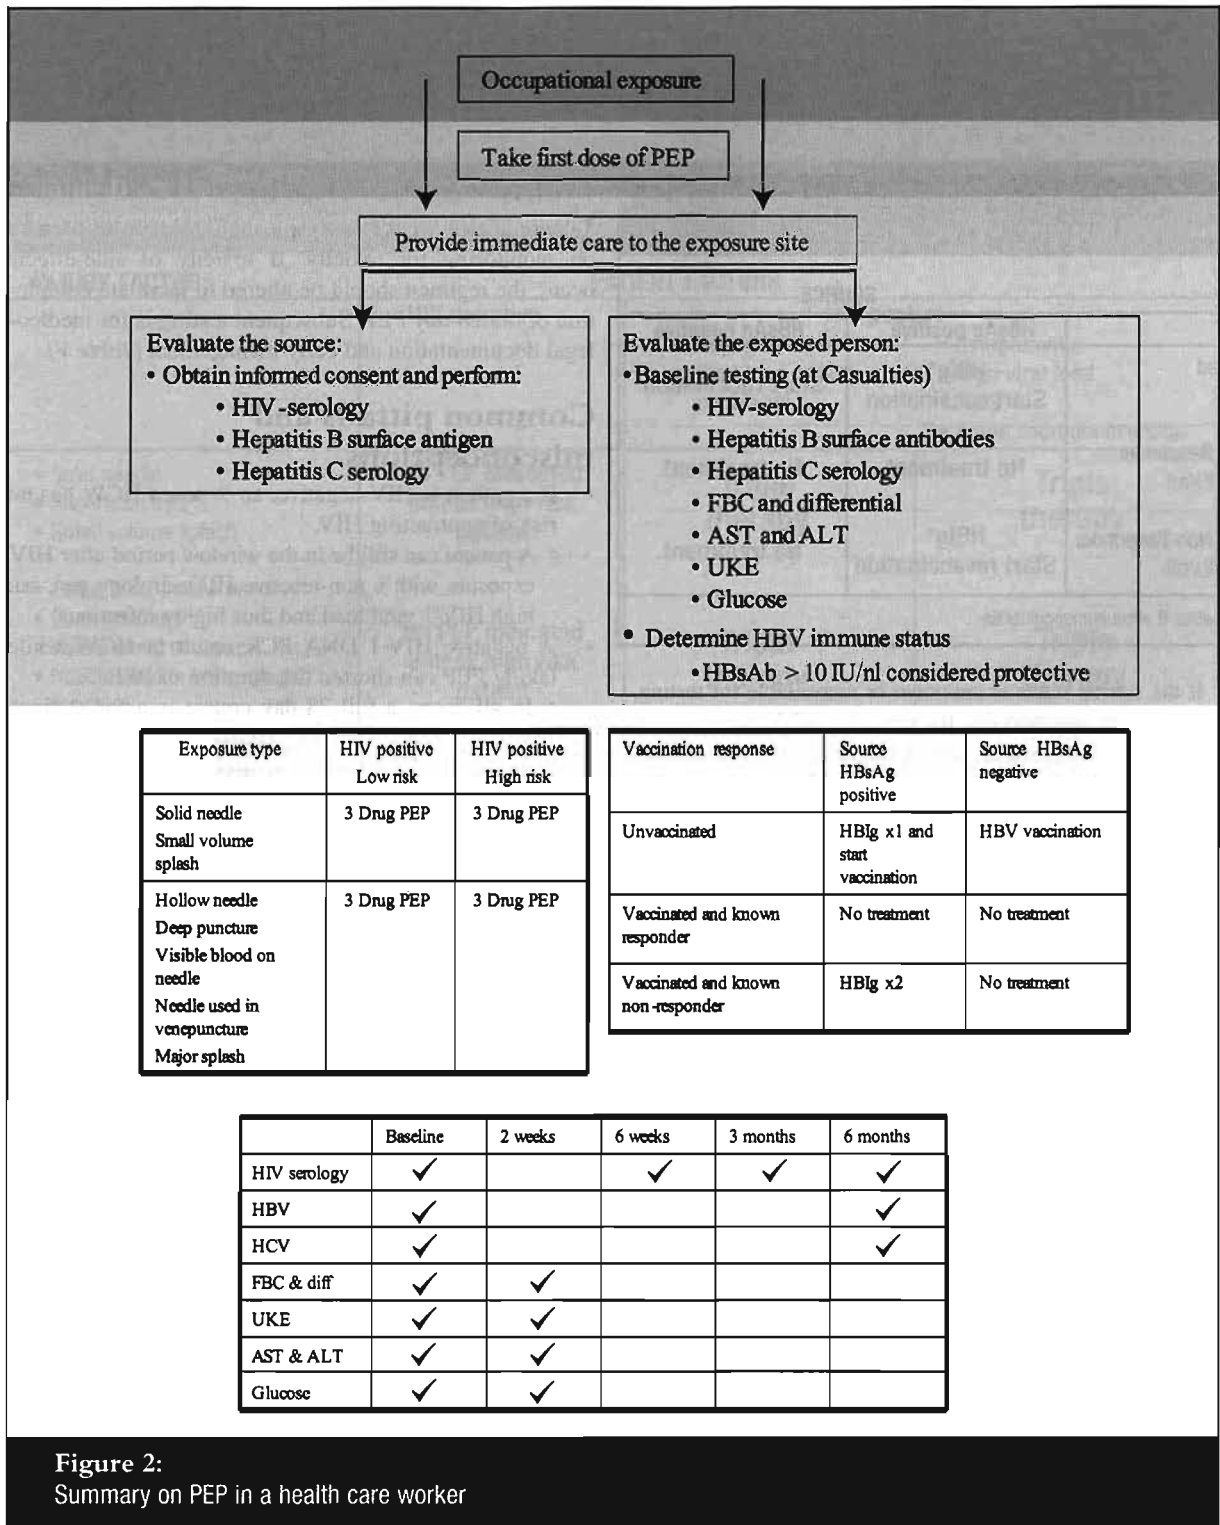 Occupational exposure
Take first dose of PEP
Provide immediate care to the exposure site
Evaluate the source:
• Obtain informed consent and perform:
• HIV-serology
• Hepatitis B surface antigen
• Hepatitis C serology
Evaluate the exposed person:
• Baseline testing (at Casualties)
• HIV-serology
• Hepatitis B surface antibodies
• Hepatitis C serology
• FBC and differential
• AST and ALT
• UKE
• Glucose
• Determine HBV immune status
• HBsAb > 10 IU/nl considered protective
Exposure type HIV positive HIV positive
Low risk High risk
Solid needle 3 Drug PEP 3 Drug PEP
Small volume
splash
Hollow needle 3 Drug PEP 3 Drug PEP
Deep puncture
Visible blood on
needle
Needle used in
venepuncture
Major splash
Vaccination response Source Source HBsAg
HBsAg negative
positive
Unvaccinated HBIg x1 and HBV vaccination
start
vaccination
Vaccinated and known No treatment No treatment
responder
Vaccinated and known HBIg x2 No treatment
non-responder
Baseline 2 weeks 6 weeks 3 months 6 months
HIV serology ✓ ✓ ✓ ✓
HBV ✓ ✓
HCV ✓ ✓
FBC & diff ✓ ✓
UKE ✓ ✓
AST & ALT ✓ ✓
Glucose ✓ ✓
Figure 2:
Summary on PEP in a health care worker